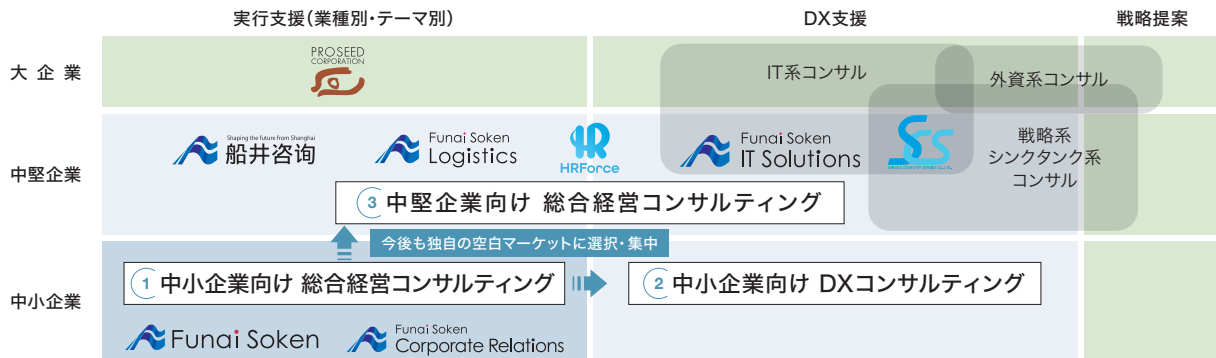 実行支援(業種別・テーマ別)
DX支援
戦略提案
大企業
PROSEED
CORPORATION
IT系コンサル
外資系コンサル
中堅企業
Shaping the future from Shanghai
船井咨询
Funai Soken
Logistics
HR
HRForce
Funai Soken
IT Solutions
SCS
戦略系
シンクタンク系
コンサル
3 中堅企業向け 総合経営コンサルティング
今後も独自の空白マーケットに選択・集中
中小企業
1 中小企業向け 総合経営コンサルティング
2 中小企業向け DXコンサルティング
Funai Soken
Funai Soken
Corporate Relations